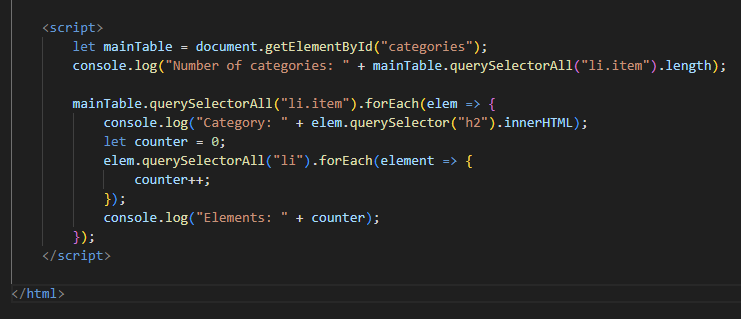 <script>
let mainTable = document.getElementById("categories");
console.log("Number of categories: " + mainTable.querySelectorAll("li.item").length);
mainTable.querySelectorAll("li.item").forEach(elem => {
console.log("Category: " + elem.querySelector("h2").innerHTML);
let counter = 0;
elem.querySelectorAll("li").forEach(element => {
counter++;
});
console.log("Elements: " + counter);
});
</script>
</html>